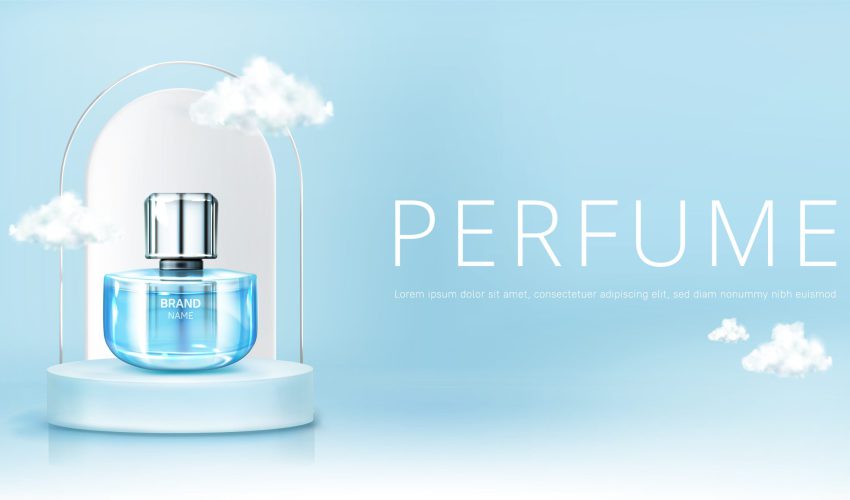 BRAND
NAME
PERFUME
Lorem ipsum dolor sit amet, consectetuer adipiscing elit, sed diam nonummy nibh euismod